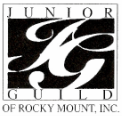 JUNIOR
JG
GUILD
OF ROCKY MOUNT, INC.